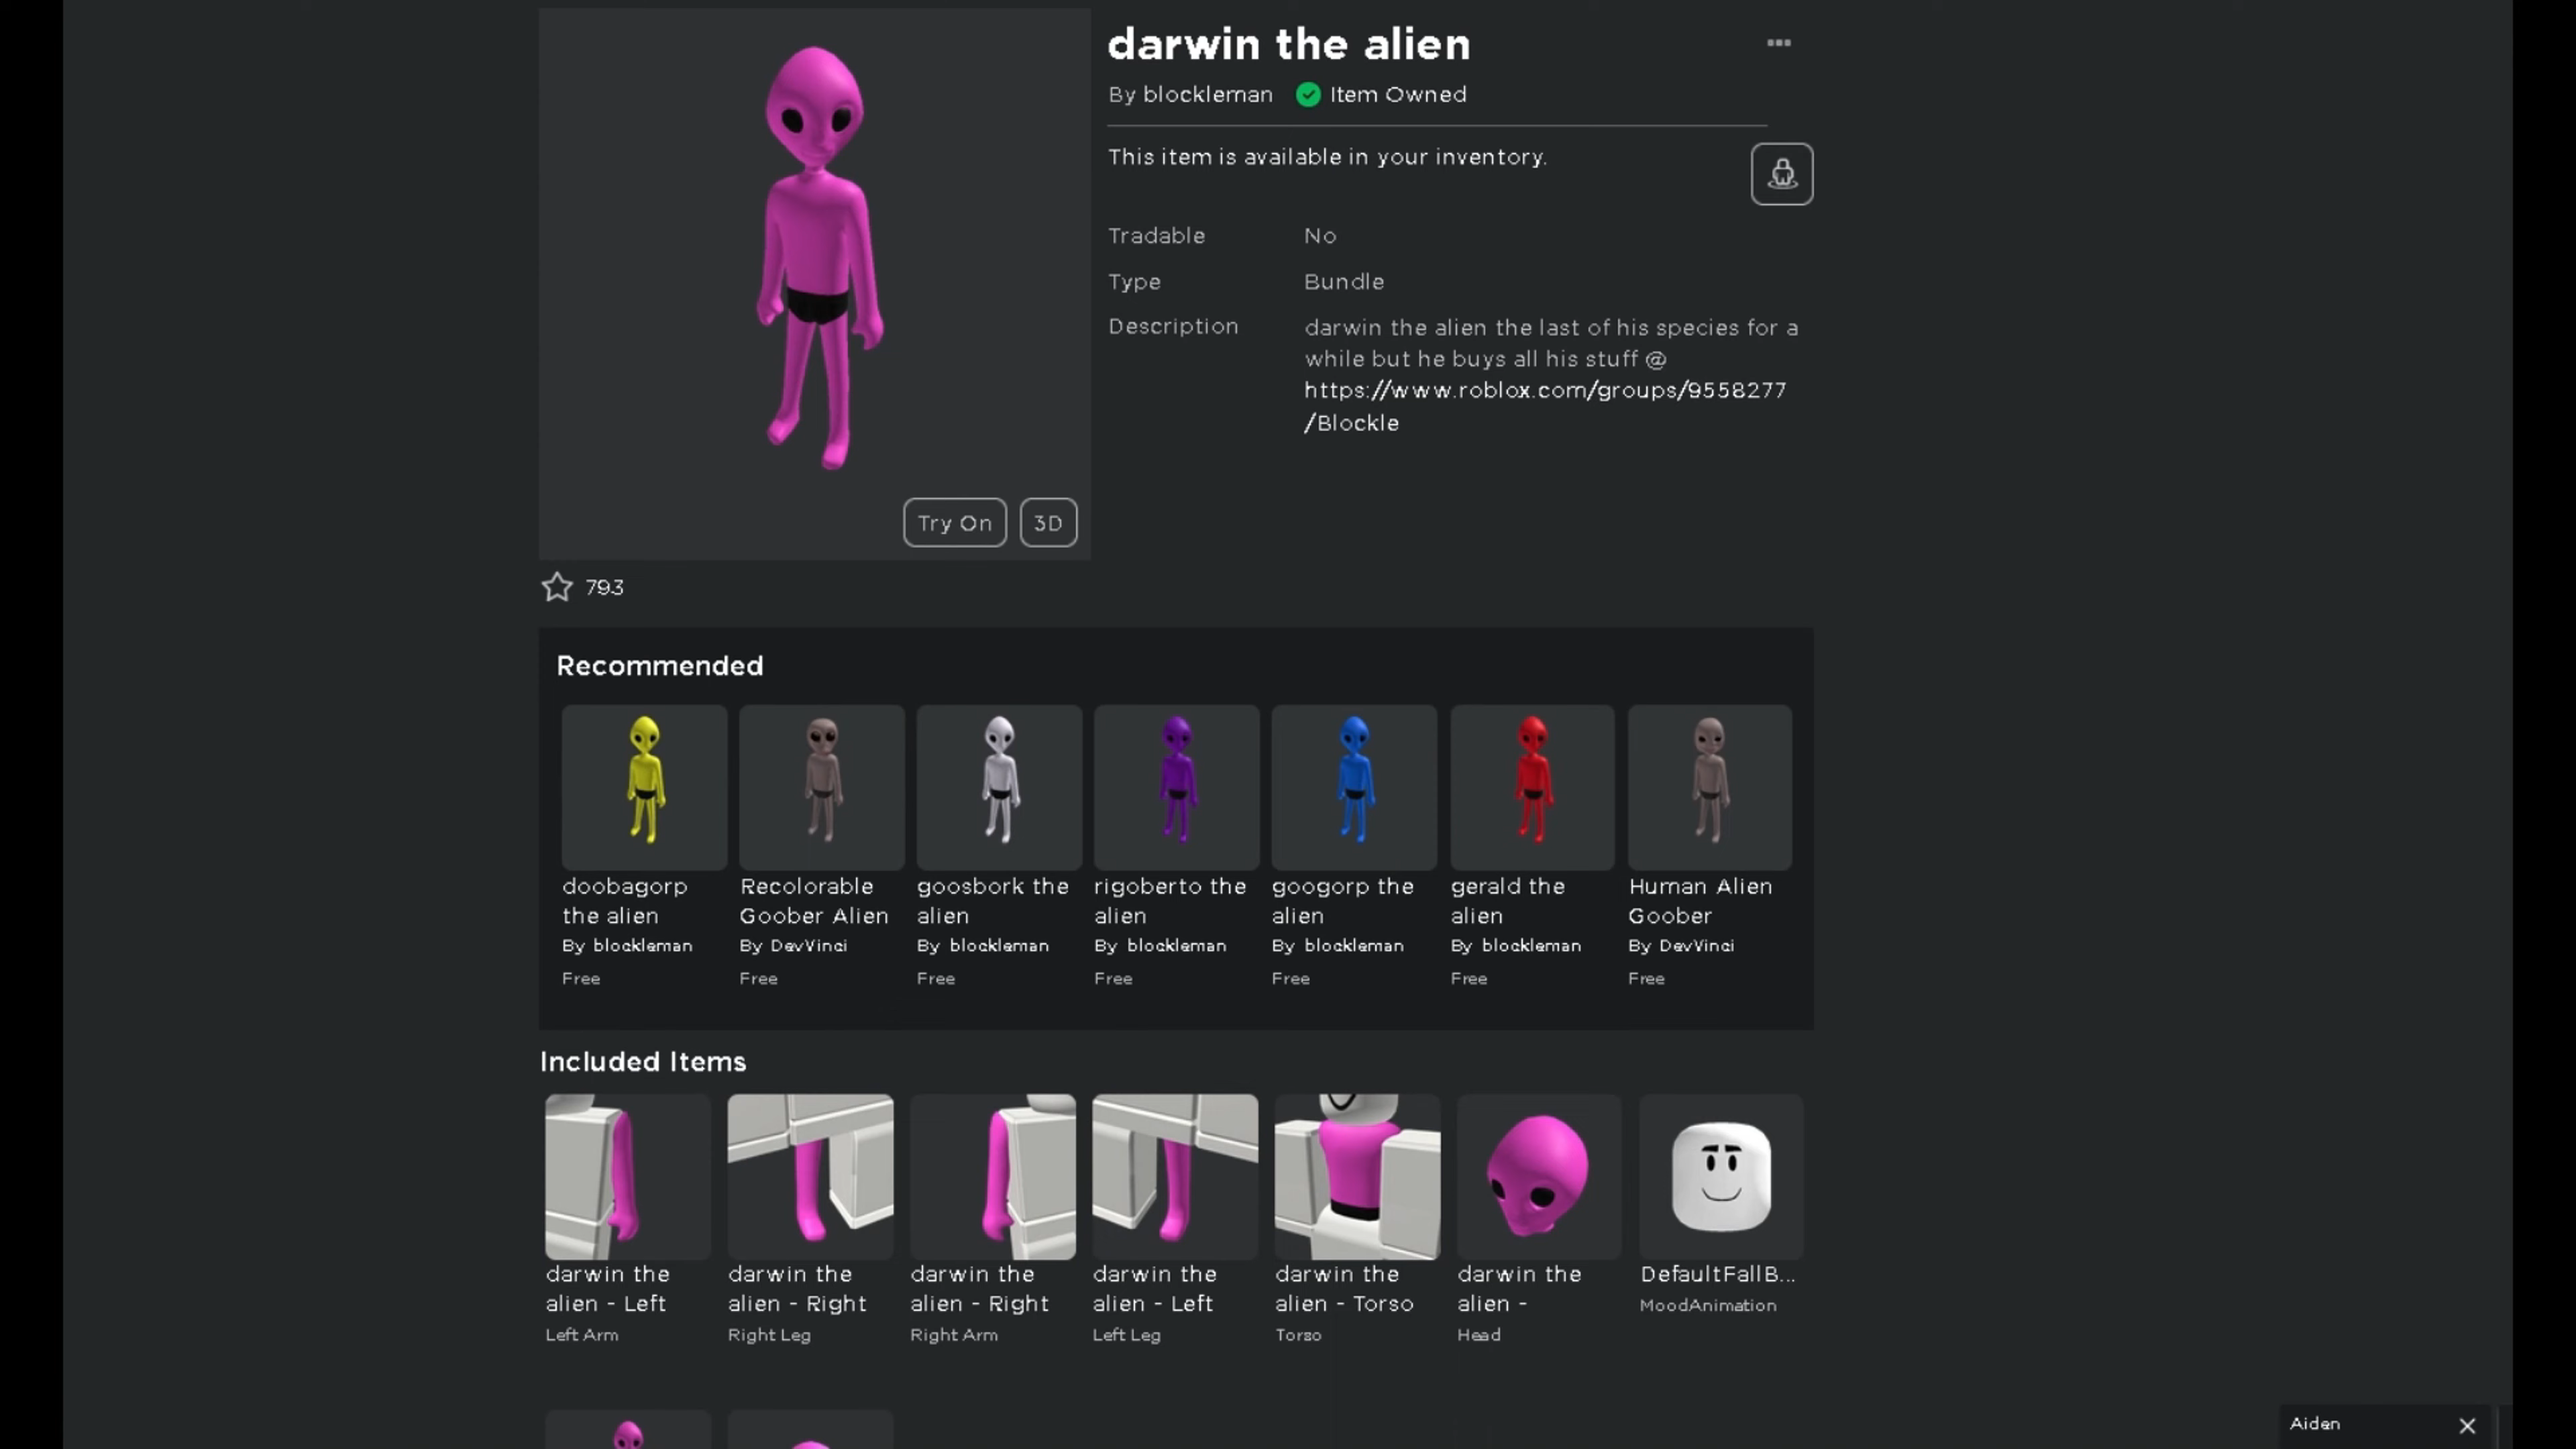 darwin the alien
By blockleman Item Owned
This item is available in your inventory.
Tradable No
Type Bundle
Description darwin the alien the last of his species for a
while but he buys all his stuff @
https://www.roblox.com/groups/9558277
/Blockle
Try On 3D
793
Recommended
doobagorp Recolorable goosbork the rigoberto the googorp the gerald the Human Alien
the alien Goober Alien alien alien alien alien Goober
By blockleman By DevVinci By blockleman By blockleman By blockleman By blockleman By DevVinci
Free Free Free Free Free Free Free
Included Items
darwin the darwin the darwin the darwin the darwin the darwin the DefaultFallB...
alien - Left alien - Right alien - Right alien - Left alien - Torso alien - MoodAnimation
Left Arm Right Leg Right Arm Left Leg Torso Head
Aiden